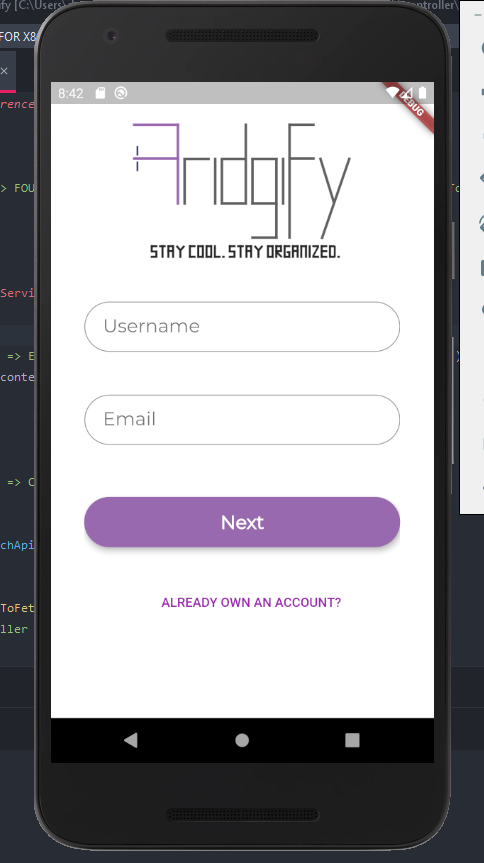 fy [C:\Users\
FOR X8
rence
> FOU
Servi
=> E
conte
=> C
chApi
ToFet
ller
8:42
DEBUG
Fridgify
STAY COOL. STAY ORGANIZED.
Username
Email
Next
ALREADY OWN AN ACCOUNT?